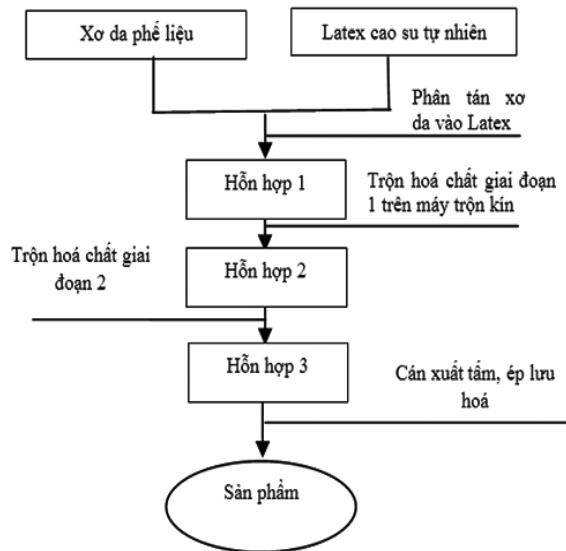 Xơ da phế liệu
Latex cao su tự nhiên
Phân tán xơ
da vào Latex
Hỗn hợp 1
Trộn hoá chất giai đoạn
1 trên máy trộn kín
Trộn hoá chất giai
đoạn 2
Hỗn hợp 2
Hỗn hợp 3
Cán xuất tấm, ép lưu
hoá
Sản phẩm